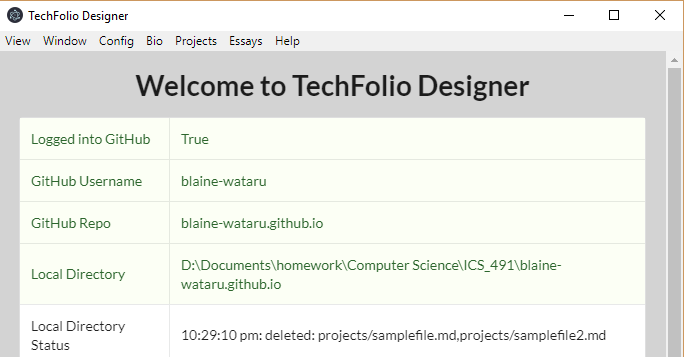 TechFolio Designer
View Window Config Bio Projects Essays Help
Welcome to TechFolio Designer
Logged into GitHub True
GitHub Username blaine-wataru
GitHub Repo blaine-wataru.github.io
Local Directory D:\Documents\homework\Computer Science\ICS_491\blaine-
wataru.github.io
Local Directory
Status 10:29:10 pm: deleted: projects/samplefile.md,projects/samplefile2.md